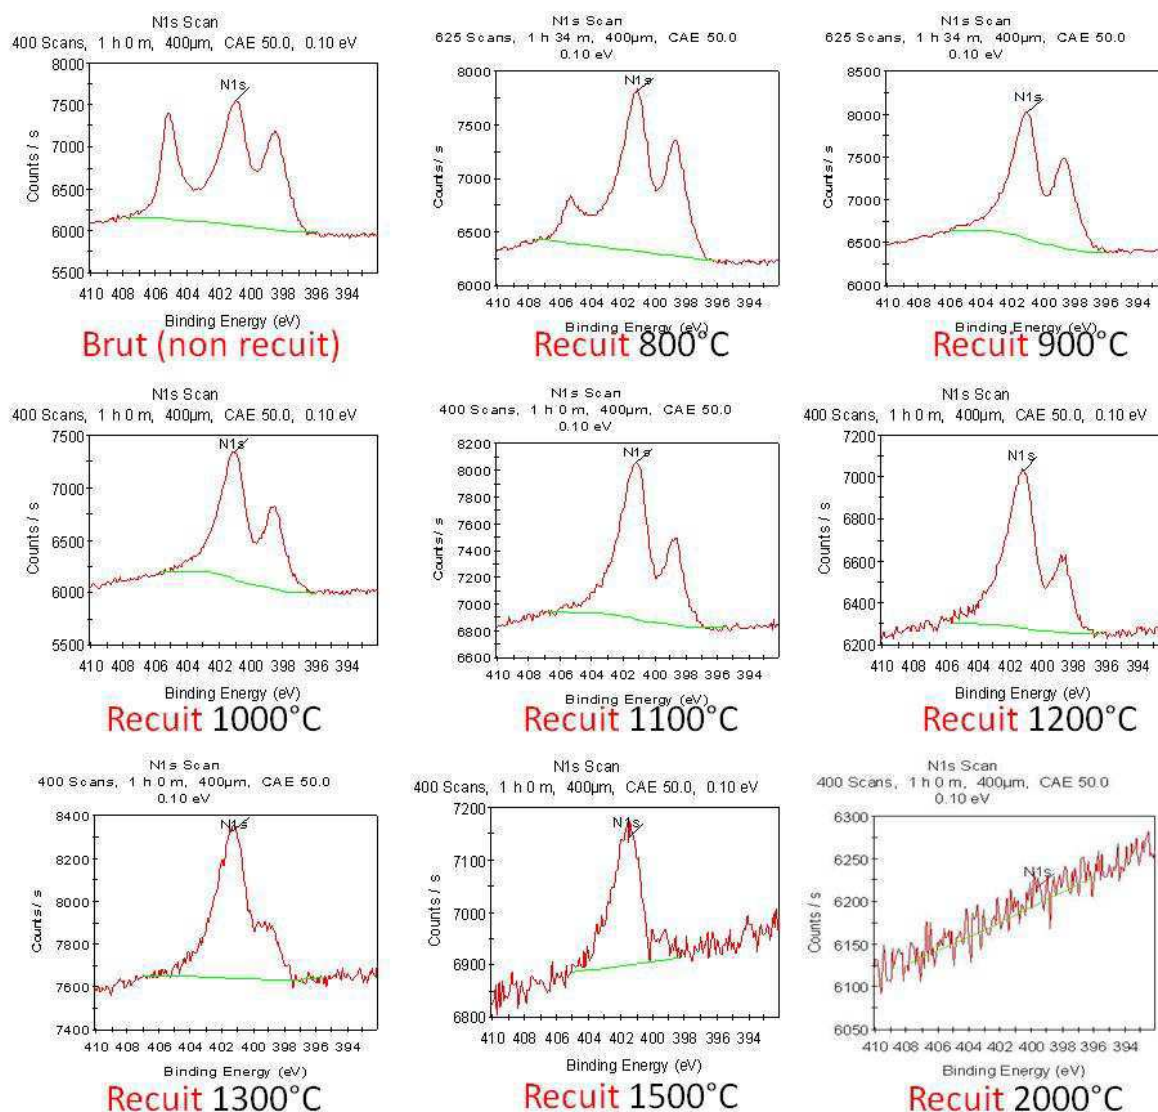 N1s Scan
400 Scans, 1 h 0 m, 400µm, CAE 50.0, 0.10 eV
8000
7500
7000
6500
6000
5500
Counts / s
N1s
410 408 406 404 402 400 398 396 394
Binding Energy (eV)
Brut (non recuit)
N1s Scan
625 Scans, 1 h 34 m, 400µm, CAE 50.0
0.10 eV
8000
7600
7200
6800
6400
6000
Counts / s
N1s
410 408 406 404 402 400 398 396 394
Binding Energy (eV)
Recuit 800°C
N1s Scan
625 Scans, 1 h 34 m, 400µm, CAE 50.0
0.10 eV
8500
8000
7500
7000
6500
6000
Counts / s
N1s
410 408 406 404 402 400 398 396 394
Binding Energy (eV)
Recuit 900°C
N1s Scan
400 Scans, 1 h 0 m, 400µm, CAE 50.0, 0.10 eV
7500
7000
6500
6000
5500
Counts / s
N1s
410 408 406 404 402 400 398 396 394
Binding Energy (eV)
Recuit 1000°C
N1s Scan
400 Scans, 1 h 0 m, 400µm, CAE 50.0
0.10 eV
8200
8000
7800
7600
7400
7200
7000
6800
6600
Counts / s
N1s
410 408 406 404 402 400 398 396 394
Binding Energy (eV)
Recuit 1100°C
N1s Scan
400 Scans, 1 h 0 m, 400µm, CAE 50.0, 0.10 eV
7200
7000
6800
6600
6400
6200
Counts / s
N1s
410 408 406 404 402 400 398 396 394
Binding Energy (eV)
Recuit 1200°C
N1s Scan
400 Scans, 1 h 0 m, 400µm, CAE 50.0
0.10 eV
8400
8200
8000
7800
7600
7400
Counts / s
N1s
410 408 406 404 402 400 398 396 394
Binding Energy (eV)
Recuit 1300°C
N1s Scan
400 Scans, 1 h 0 m, 400µm, CAE 50.0, 0.10 eV
7200
7100
7000
6900
6800
Counts / s
N1s
410 408 406 404 402 400 398 396 394
Binding Energy (eV)
Recuit 1500°C
N1s Scan
400 Scans, 1 h 0 m, 400µm, CAE 50.0
0.10 eV
6300
6250
6200
6150
6100
6050
Counts / s
N1s
410 408 406 404 402 400 398 396 394
Binding Energy (eV)
Recuit 2000°C